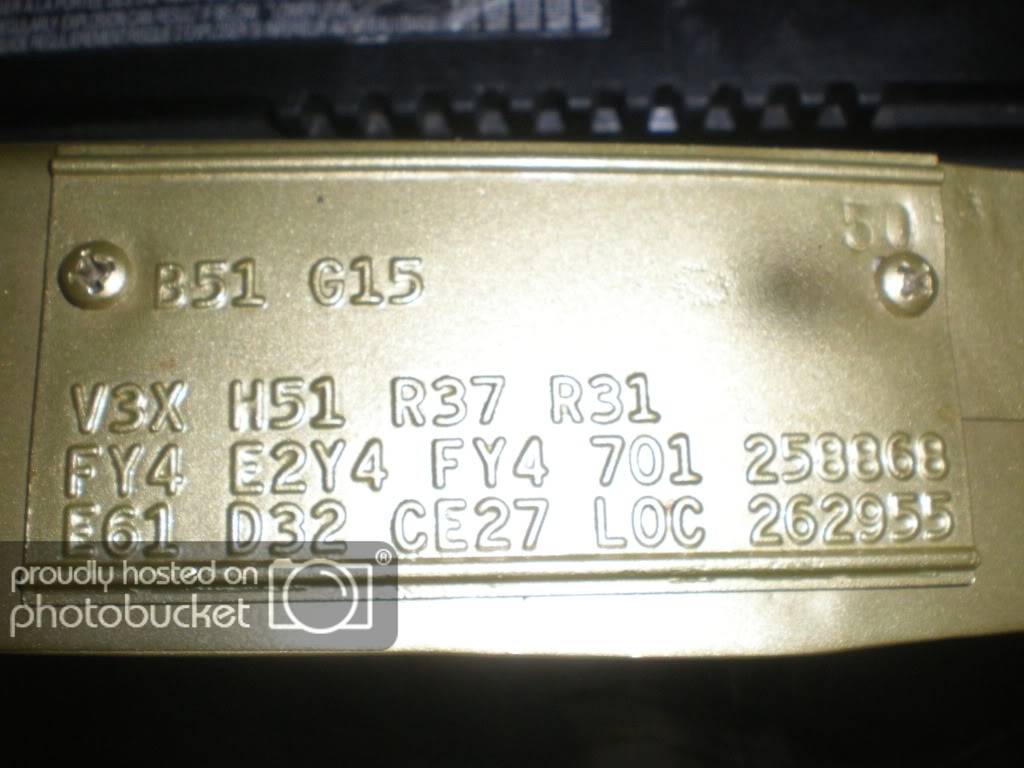 50
B51 G15
V3X H51 R37 R31
FY4 E2Y4 FY4 701 258868
E61 D32 CE27 LOC 262955
proudly hosted on
photobucket®